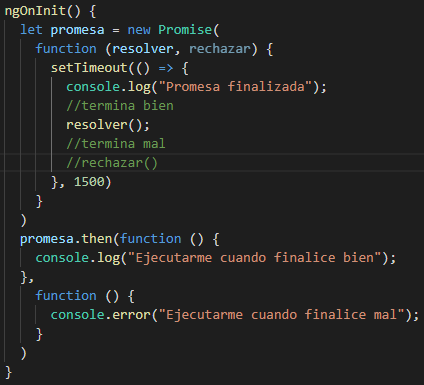 ngOnInit() {
  let promesa = new Promise(
    function (resolver, rechazar) {
      setTimeout(() => {
        console.log("Promesa finalizada");
        //termina bien
        resolver();
        //termina mal
        //rechazar()
      }, 1500)
    }
  )
  promesa.then(function () {
    console.log("Ejecutarme cuando finalice bien");
  },
    function () {
      console.error("Ejecutarme cuando finalice mal");
    }
  )
}